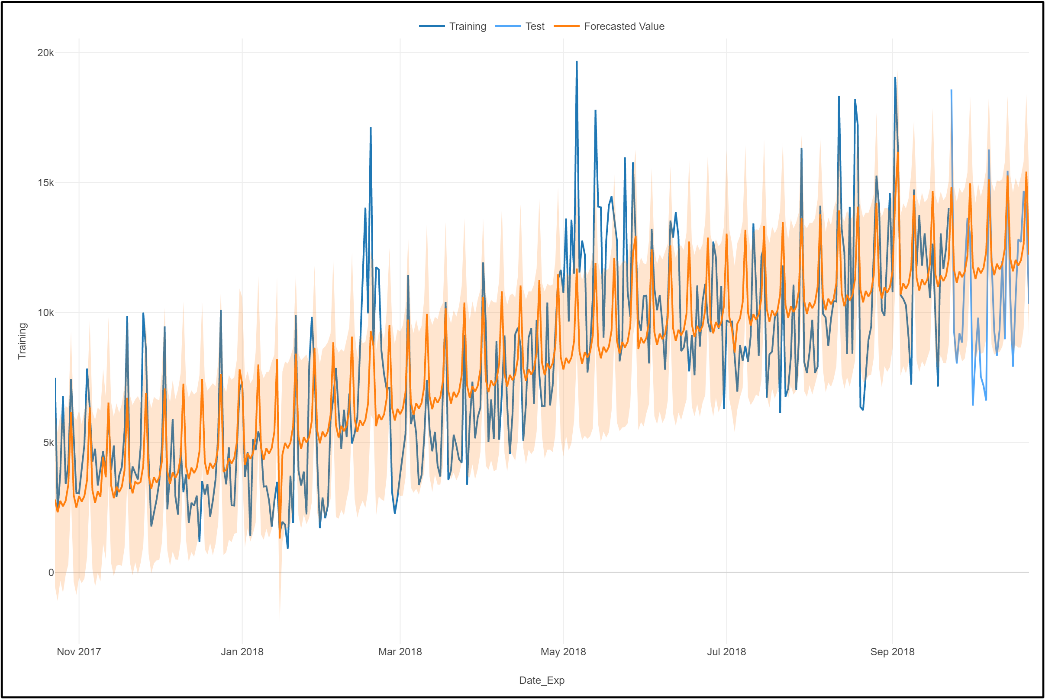 Training Test Forecasted Value
20k
15k
10k
5k
0
Training
Nov 2017 Jan 2018 Mar 2018 May 2018 Jul 2018 Sep 2018
Date_Exp